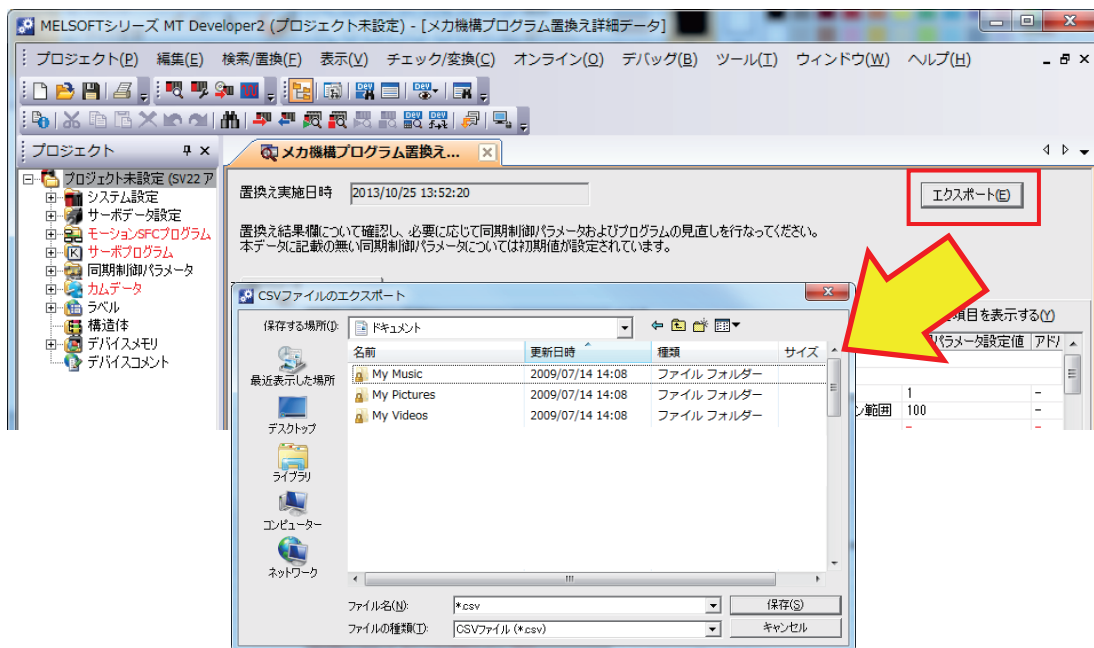 MELSOFTシリーズ MT Developer2 (プロジェクト未設定) - [メカ機構プログラム置換え詳細データ]
プロジェクト(P) 編集(E) 検索/置換(F) 表示(V) チェック/変換(C) オンライン(O) デバッグ(B) ツール(T) ウィンドウ(W) ヘルプ(H)
プロジェクト
メカ機構プログラム置換え...
プロジェクト未設定 (SV22 ア
システム設定
サーボデータ設定
モーションSFCプログラム
サーボプログラム
同期制御パラメータ
カムデータ
ラベル
構造体
デバイスメモリ
デバイスコメント
置換え実施日時 2013/10/25 13:52:20
エクスポート(E)
置換え結果欄について確認し、必要に応じて同期制御パラメータおよびプログラムの見直しを行なってください。
本データに記載の無い同期制御パラメータについては初期値が設定されています。
項目を表示する(Y)
パラメータ設定値 アドレ
1 -
ン範囲 100 -
- -
CSVファイルのエクスポート
保存する場所(I): ドキュメント
名前 更新日時 種類 サイズ
My Music 2009/07/14 14:08 ファイル フォルダー
My Pictures 2009/07/14 14:08 ファイル フォルダー
My Videos 2009/07/14 14:08 ファイル フォルダー
最近表示した場所
デスクトップ
ライブラリ
コンピューター
ネットワーク
ファイル名(N): *.csv 保存(S)
ファイルの種類(T): CSVファイル (*csv) キャンセル